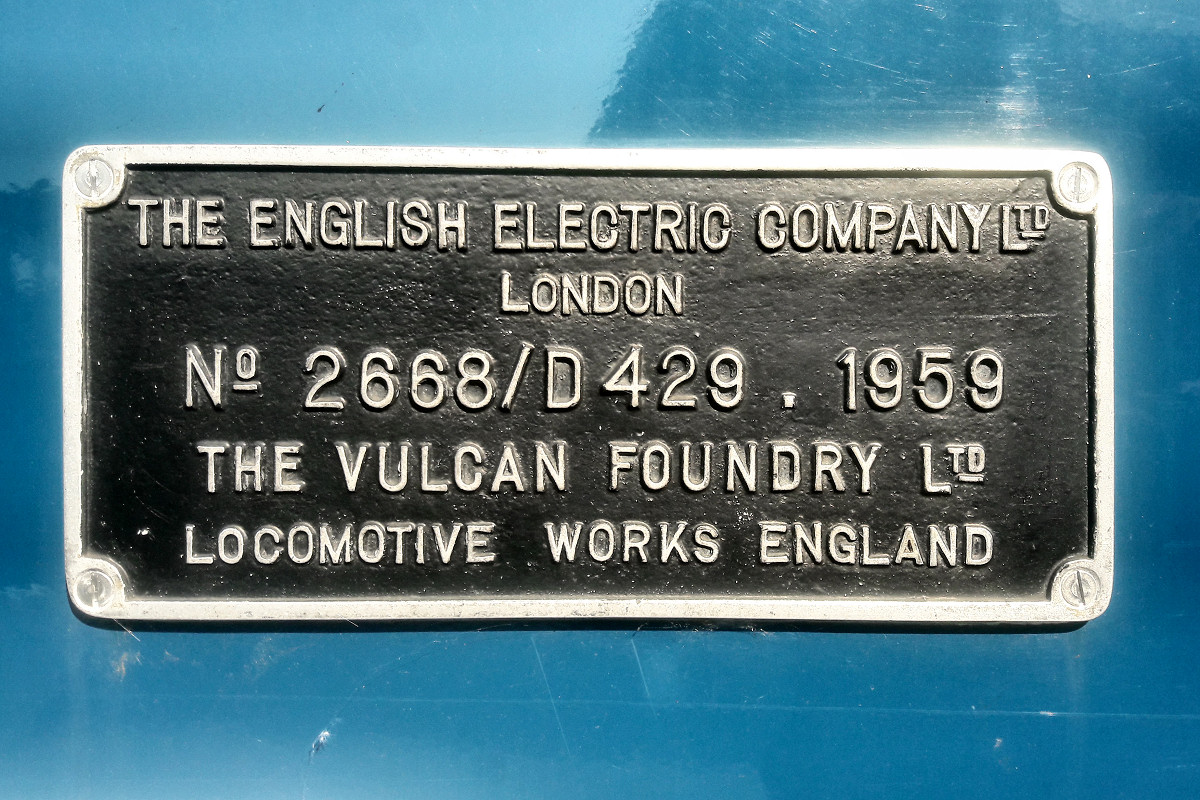 THE ENGLISH ELECTRIC COMPANY LTD
LONDON
Nº 2668/D429 . 1959
THE VULCAN FOUNDRY LTD
LOCOMOTIVE WORKS ENGLAND